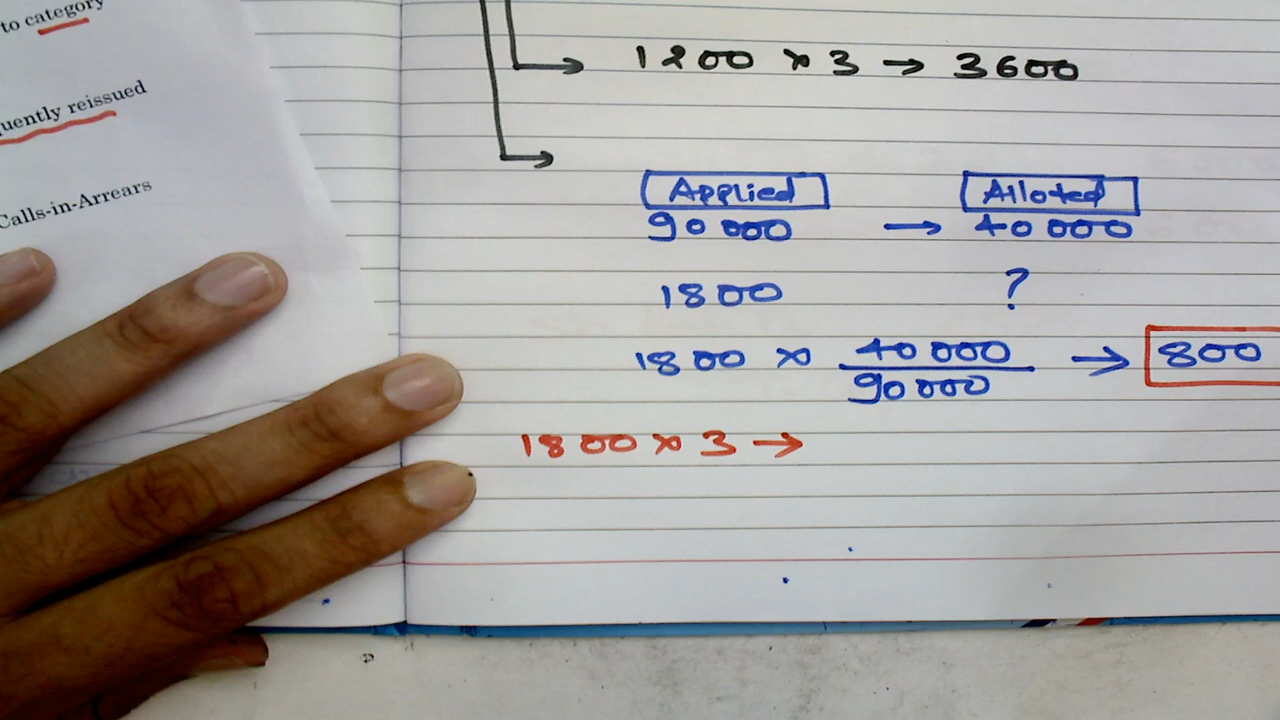 to category
quently reissued
Calls-in-Arrears
1200 × 3 → 3600
Applied Alloted
90000 → 40000
1800 ?
1800 × 40000/90000 → 800
1800 × 3 →